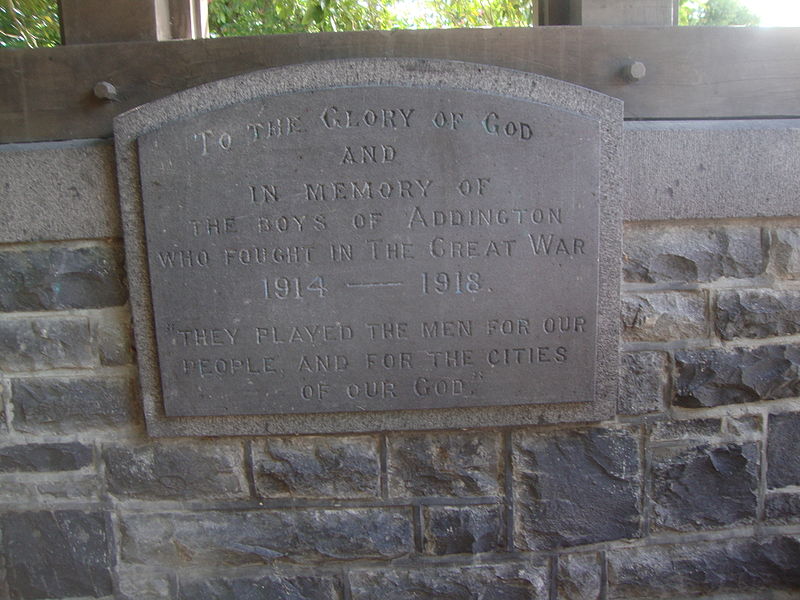 To the Glory of God
and
in memory of
the boys of Addington
who fought in The Great War
1914 — 1918.
"They played the men for our
people, and for the cities
of our God."